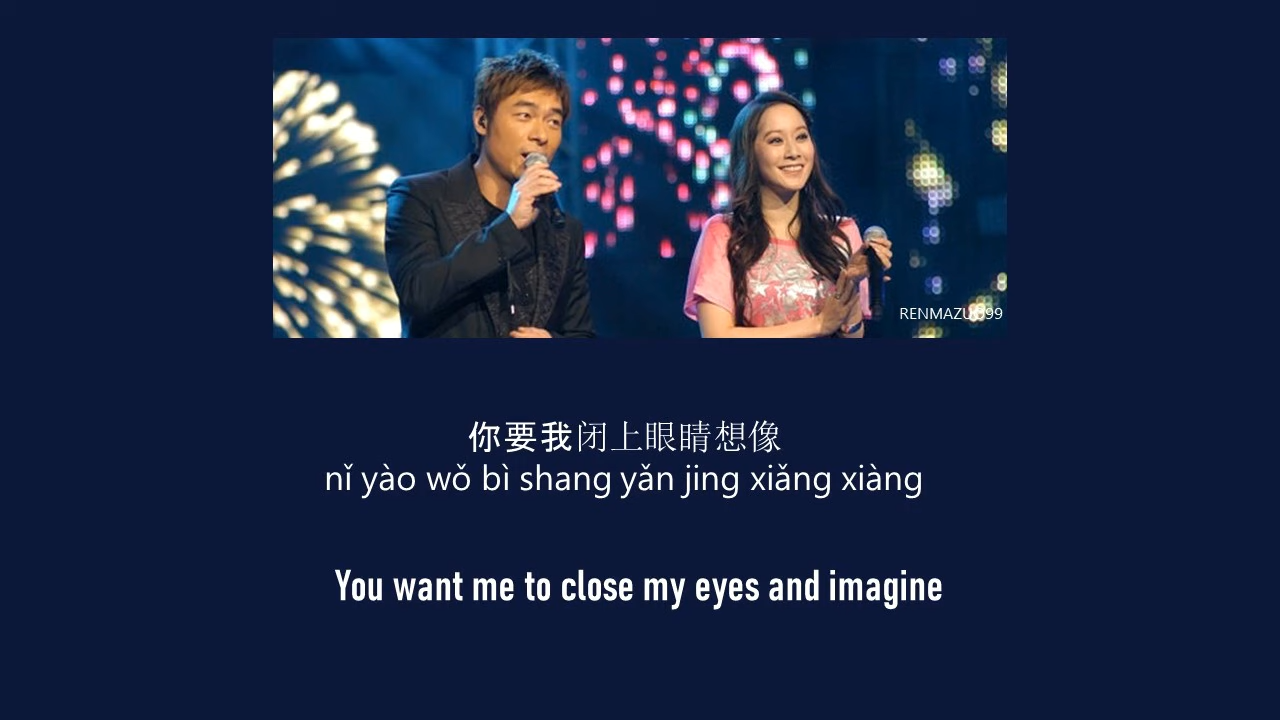 RENMAZUO99
你要我闭上眼睛想像
nǐ yào wǒ bì shang yǎn jing xiǎng xiàng
You want me to close my eyes and imagine